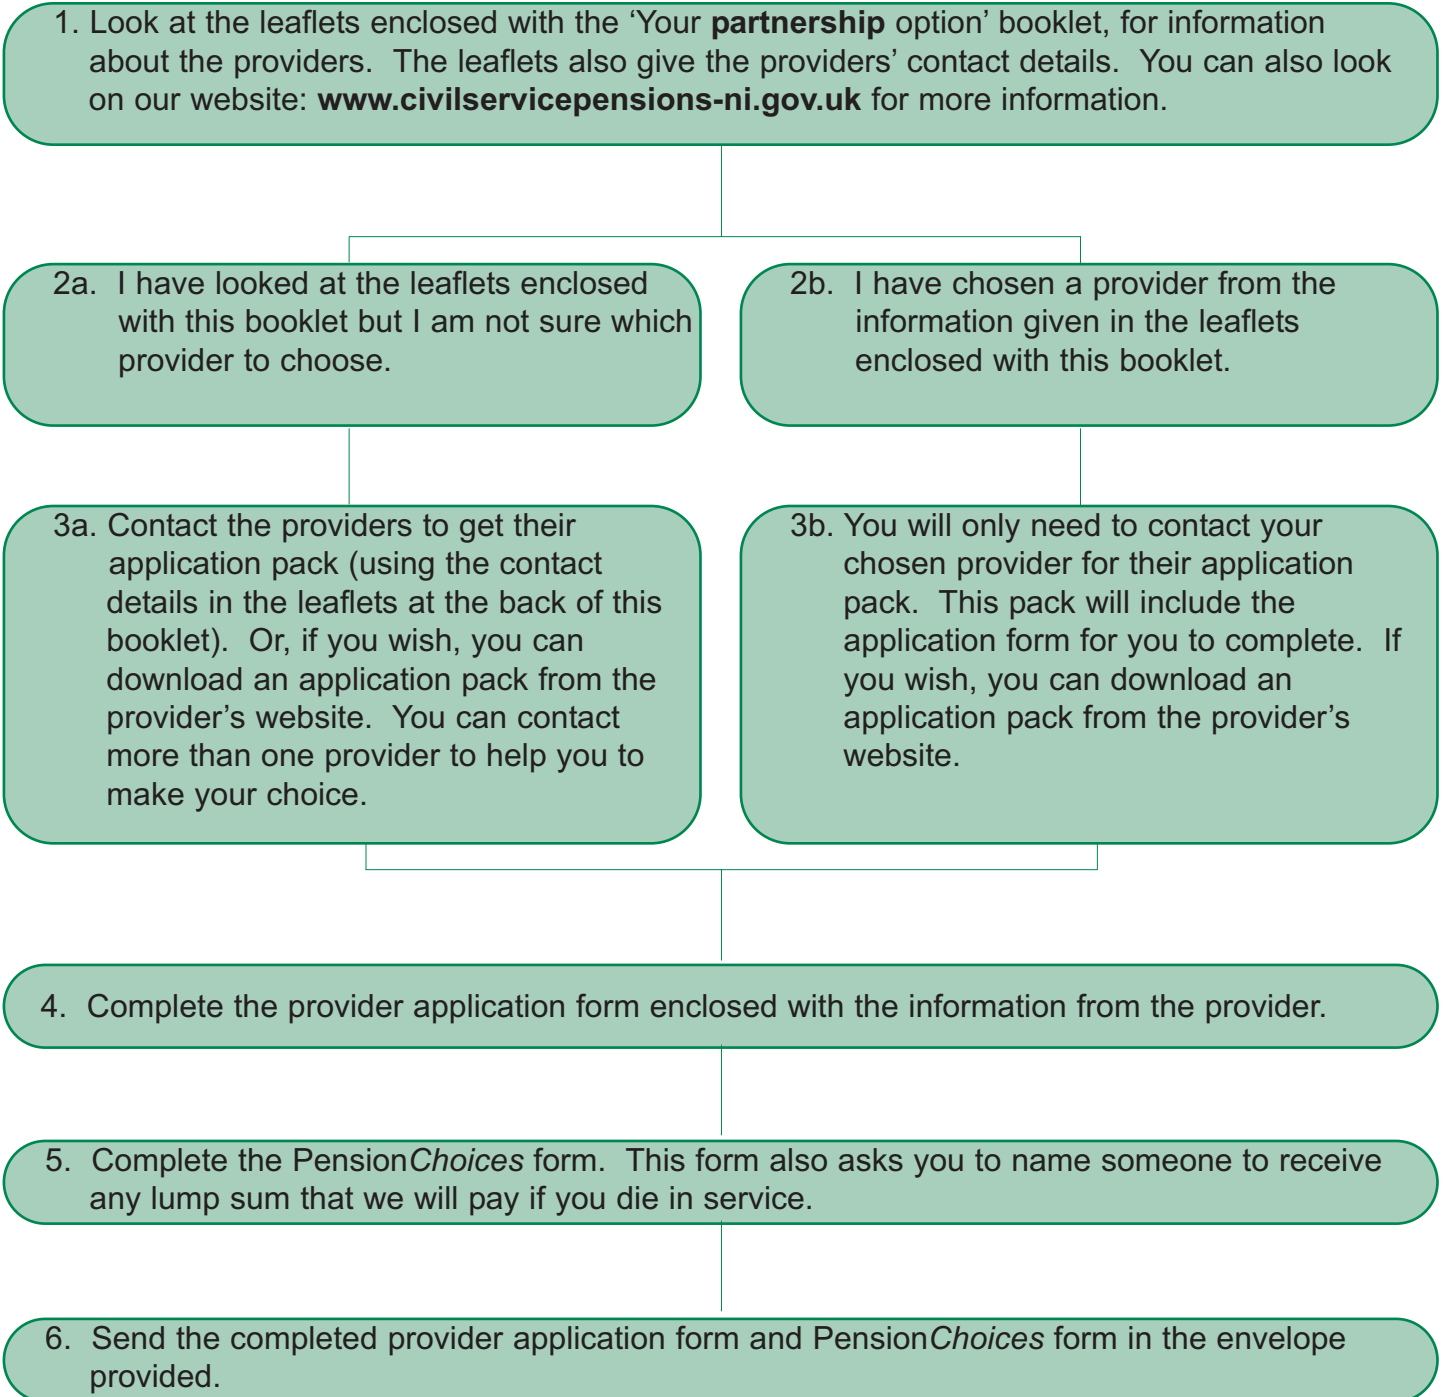 1. Look at the leaflets enclosed with the ‘Your partnership option’ booklet, for information
about the providers. The leaflets also give the providers’ contact details. You can also look
on our website: www.civilservicepensions-ni.gov.uk for more information.
2a. I have looked at the leaflets enclosed
with this booklet but I am not sure which
provider to choose.
2b. I have chosen a provider from the
information given in the leaflets
enclosed with this booklet.
3a. Contact the providers to get their
application pack (using the contact
details in the leaflets at the back of this
booklet). Or, if you wish, you can
download an application pack from the
provider’s website. You can contact
more than one provider to help you to
make your choice.
3b. You will only need to contact your
chosen provider for their application
pack. This pack will include the
application form for you to complete. If
you wish, you can download an
application pack from the provider’s
website.
4. Complete the provider application form enclosed with the information from the provider.
5. Complete the PensionChoices form. This form also asks you to name someone to receive
any lump sum that we will pay if you die in service.
6. Send the completed provider application form and PensionChoices form in the envelope
provided.